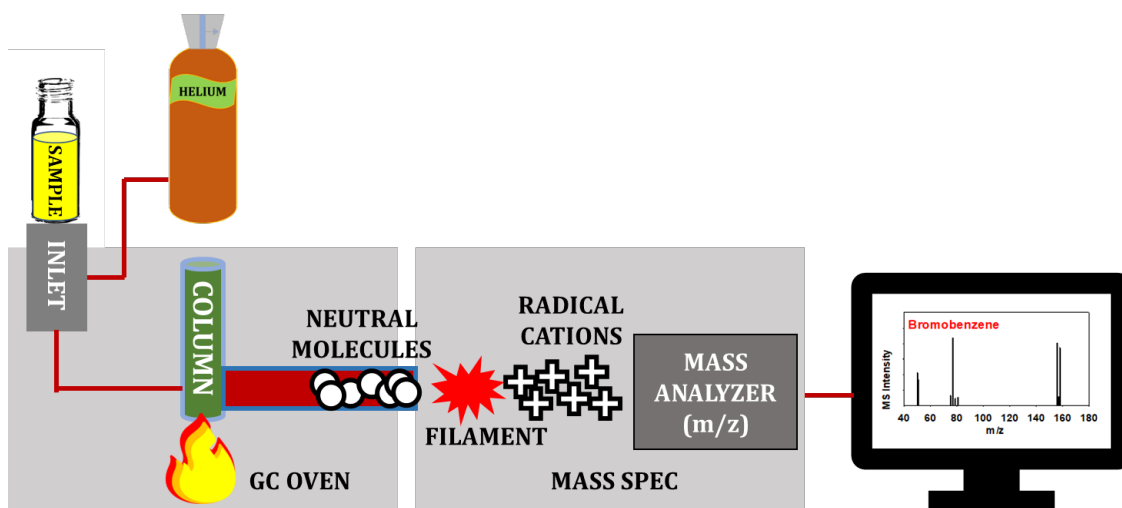 HELIUM
SAMPLE
INLET
COLUMN
NEUTRAL
MOLECULES
GC OVEN
RADICAL
CATIONS
FILAMENT
MASS
ANALYZER
(m/z)
MASS SPEC
Bromobenzene
MS Intensity
40 60 80 100 120 140 160 180
m/z